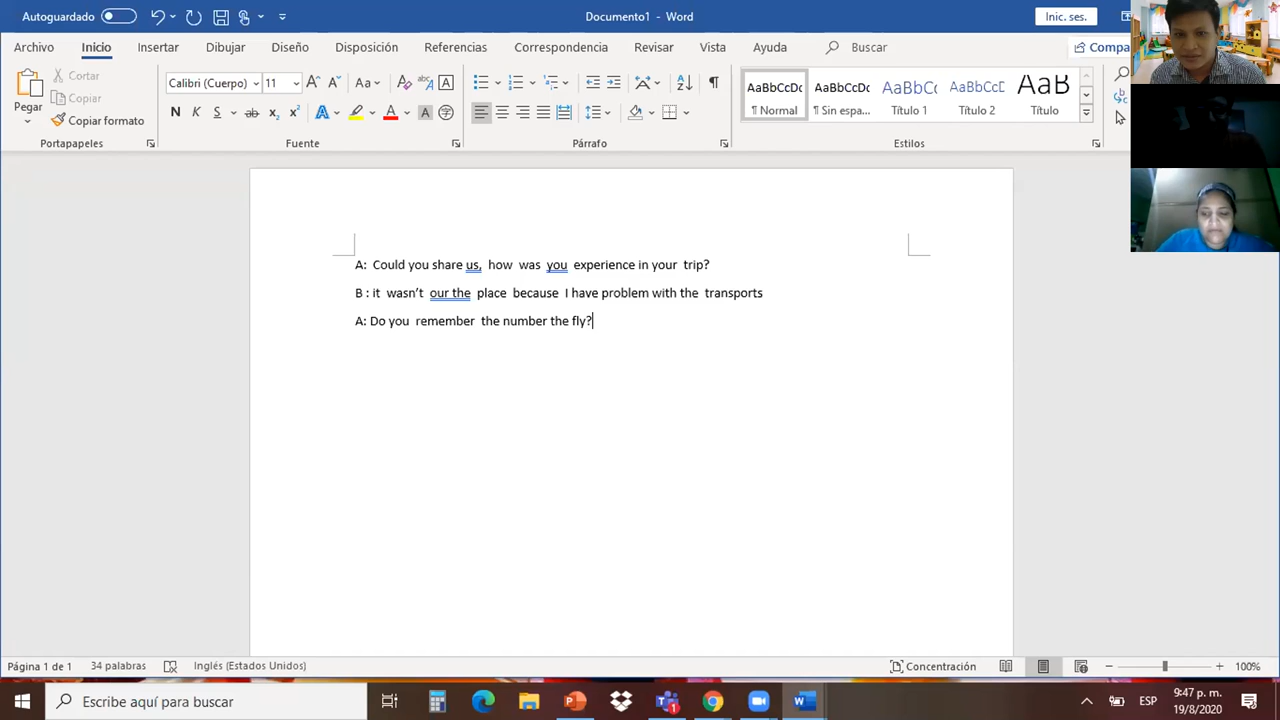 Autoguardado
Documento1 - Word
Inic. ses.
Archivo Inicio Insertar Dibujar Diseño Disposición Referencias Correspondencia Revisar Vista Ayuda Buscar
Pegar
Cortar
Copiar
Copiar formato
Portapapeles
Calibri (Cuerpo) 11
Fuente
Párrafo
AaBbCcDc AaBbCcDc AaBbCc AaBbCcD AaB
¶ Normal ¶ Sin espa... Título 1 Título 2 Título
Estilos
A: Could you share us, how was you experience in your trip?
B : it wasn't our the place because I have problem with the transports
A: Do you remember the number the fly?
Página 1 de 1 34 palabras Inglés (Estados Unidos) Concentración 100%
Escribe aquí para buscar
ESP
9:47 p. m.
19/8/2020